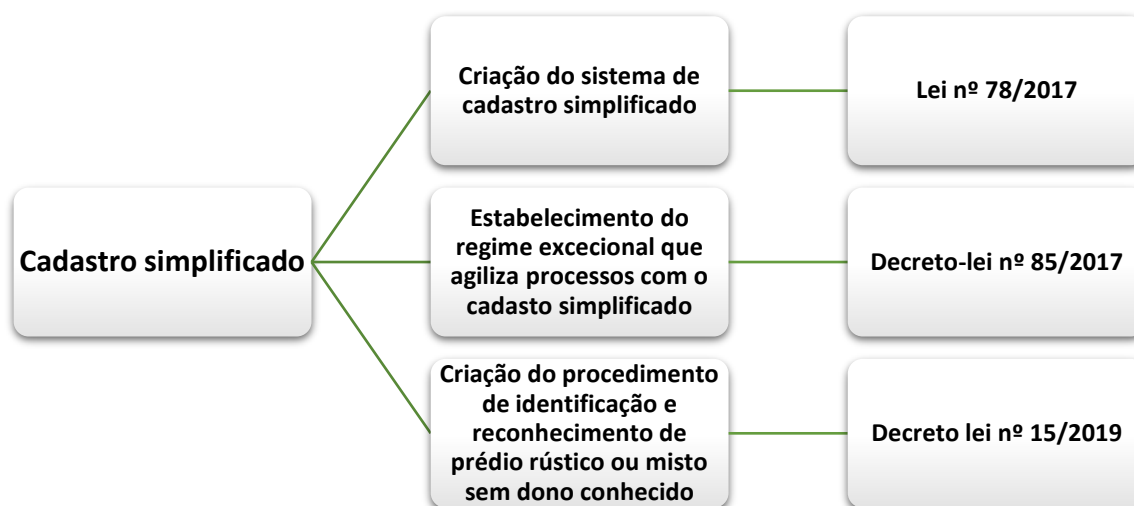 Cadastro simplificado
Criação do sistema de
cadastro simplificado
Lei nº 78/2017
Estabelecimento do
regime excecional que
agiliza processos com o
cadasto simplificado
Decreto-lei nº 85/2017
Criação do procedimento
de identificação e
reconhecimento de
prédio rústico ou misto
sem dono conhecido
Decreto lei nº 15/2019